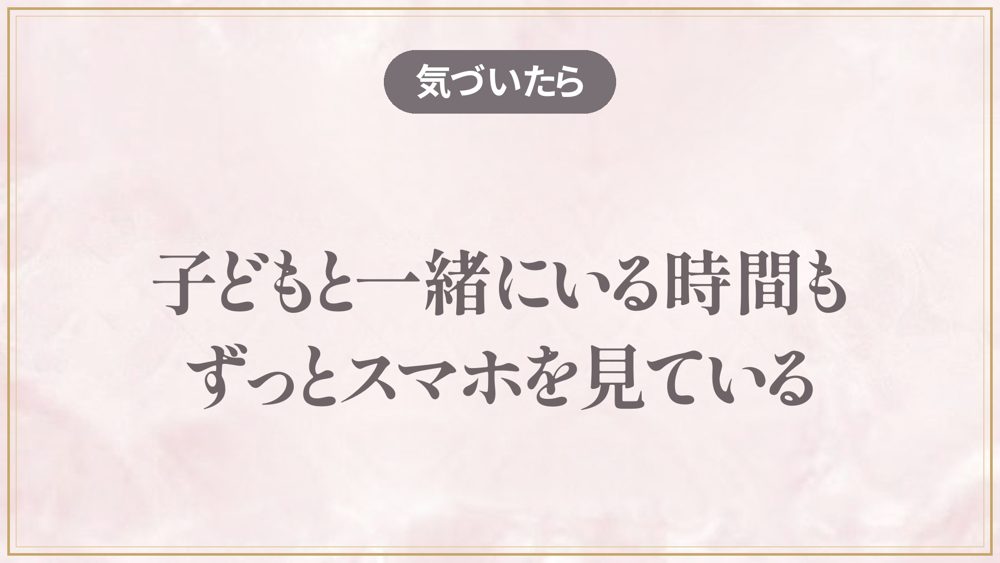 気づいたら
子どもと一緒にいる時間も
ずっとスマホを見ている